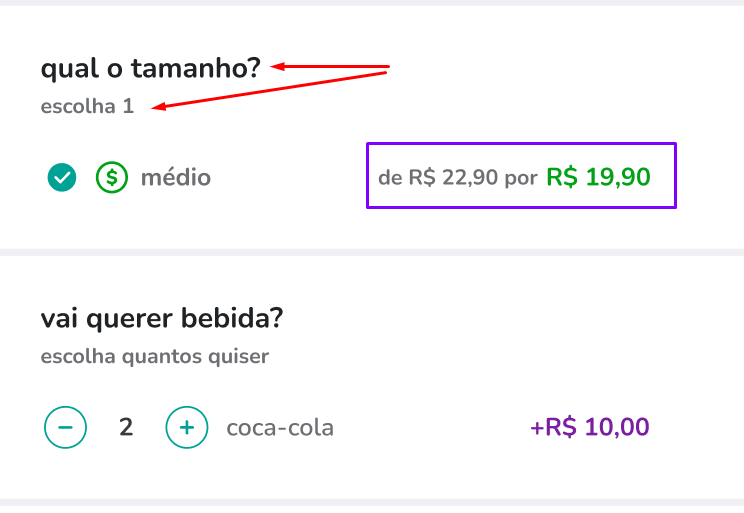 qual o tamanho?
escolha 1
$ médio de R$ 22,90 por R$ 19,90
vai querer bebida?
escolha quantos quiser
− 2 + coca-cola +R$ 10,00